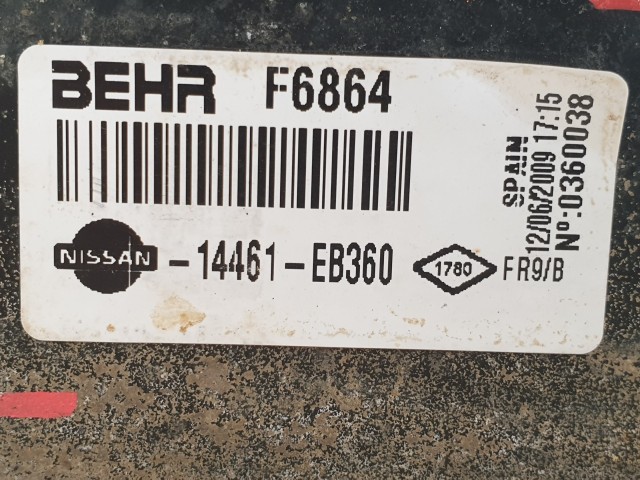 BEHR F6864
NISSAN -14461-EB360 1780 FR9/B
SPAIN
12/06/2009 17:15
Nº:0360038